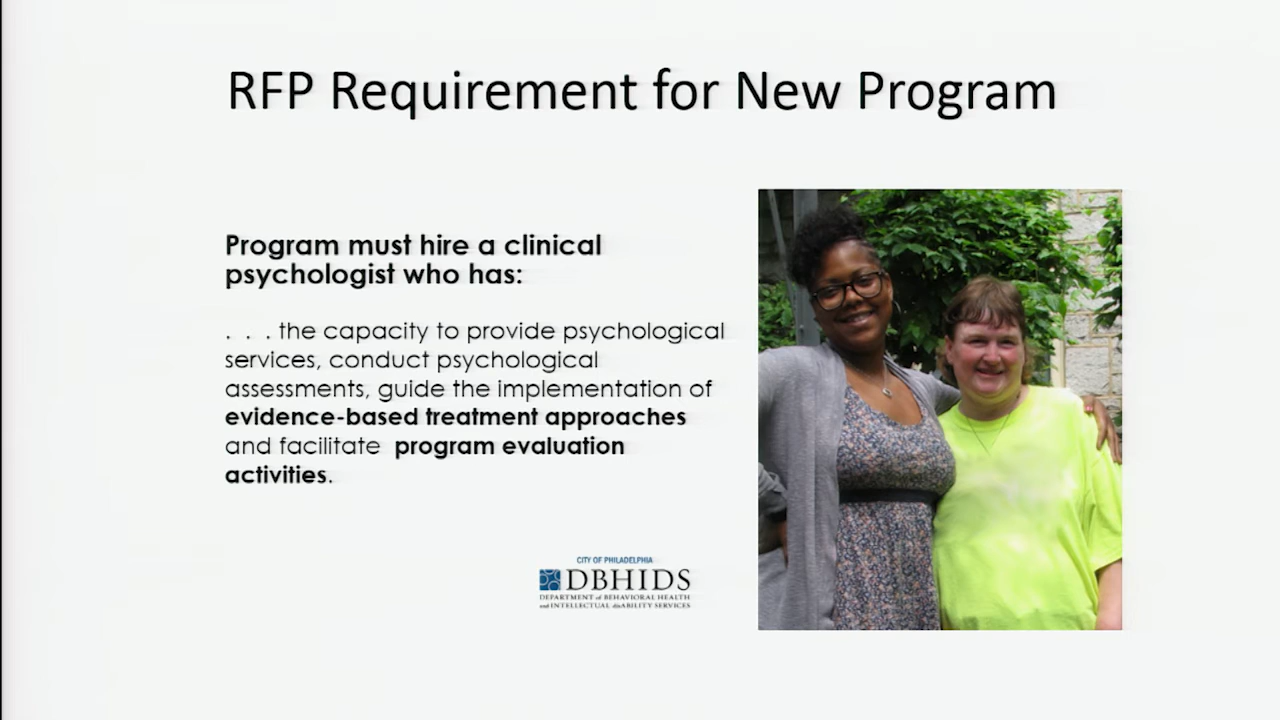 RFP Requirement for New Program
Program must hire a clinical
psychologist who has:
. . . the capacity to provide psychological
services, conduct psychological
assessments, guide the implementation of
evidence-based treatment approaches
and facilitate program evaluation
activities.
CITY OF PHILADELPHIA
DBHIDS
DEPARTMENT of BEHAVIORAL HEALTH
and INTELLECTUAL disABILITY SERVICES